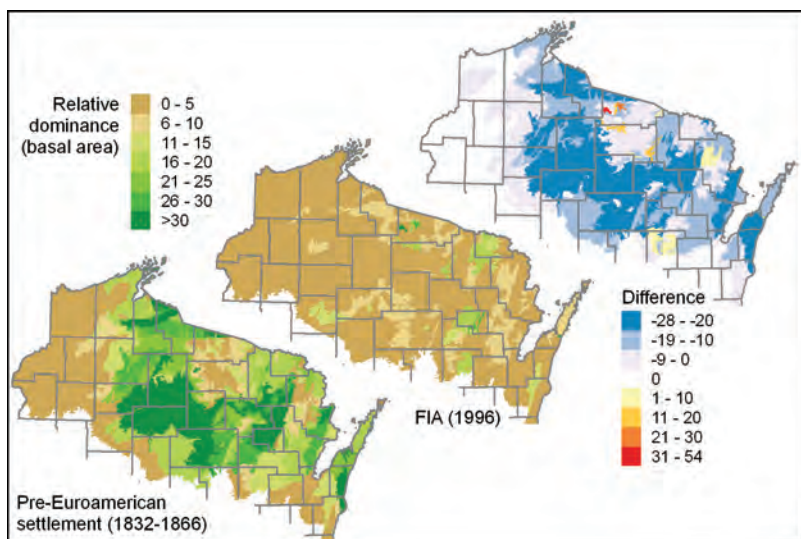 Relative
dominance
(basal area)
0 - 5
6 - 10
11 - 15
16 - 20
21 - 25
26 - 30
>30
Difference
-28 - -20
-19 - -10
-9 - 0
0
1 - 10
11 - 20
21 - 30
31 - 54
FIA (1996)
Pre-Euroamerican
settlement (1832-1866)